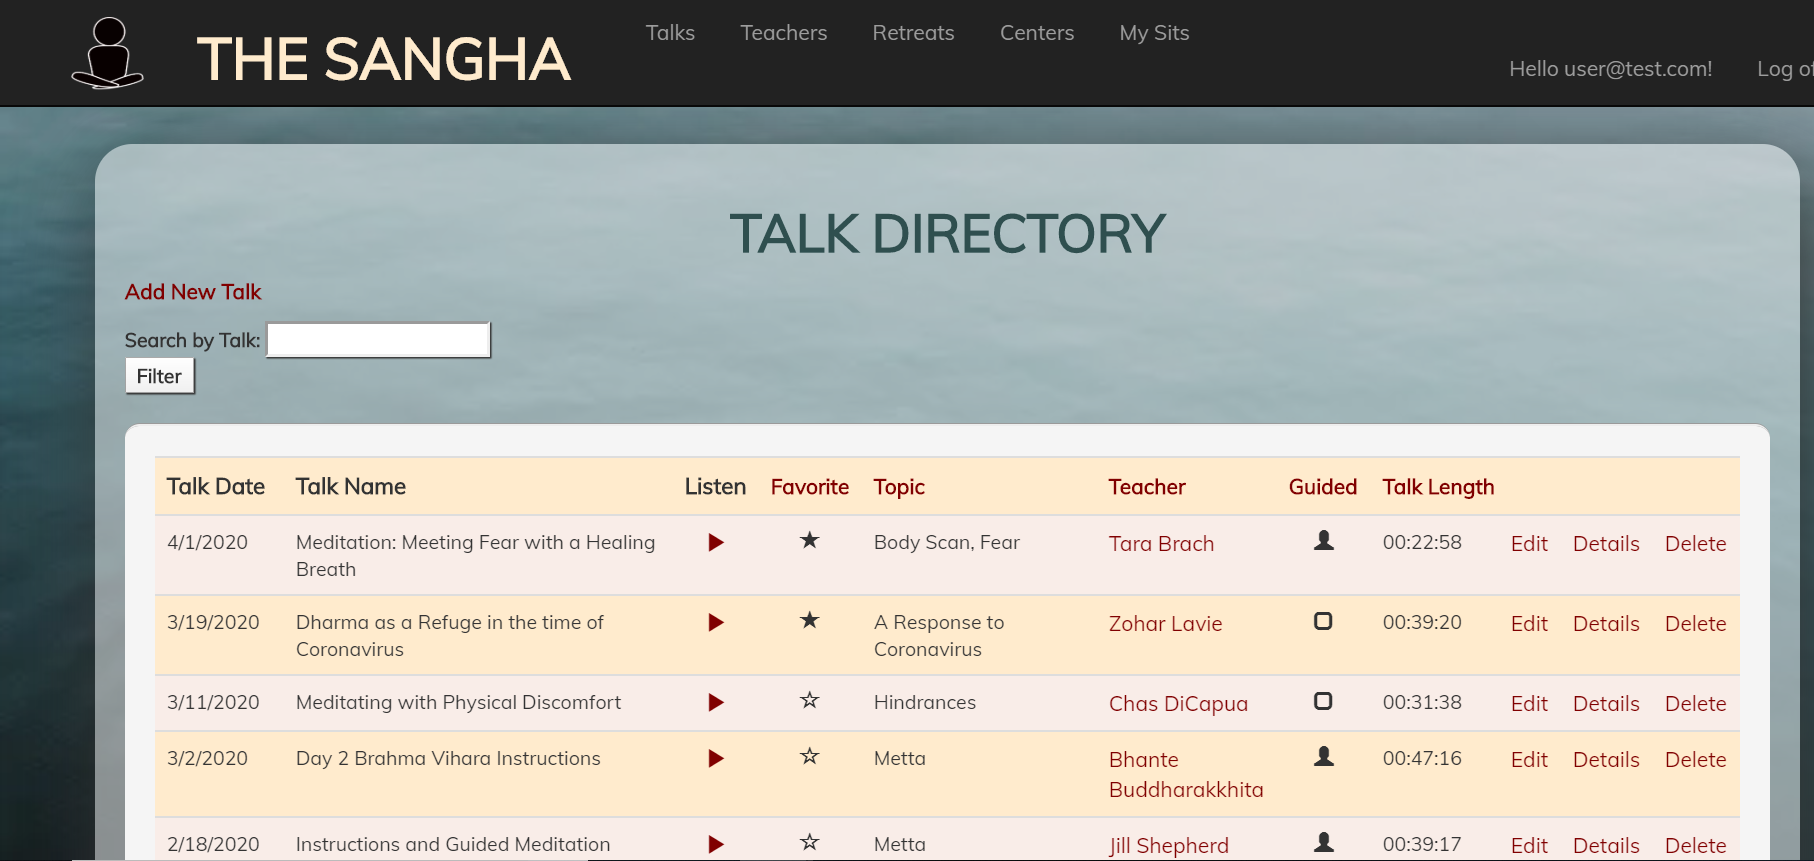 THE SANGHA
Talks Teachers Retreats Centers My Sits
Hello user@test.com! Log of
TALK DIRECTORY
Add New Talk
Search by Talk:
Filter
Talk Date Talk Name Listen Favorite Topic Teacher Guided Talk Length
4/1/2020 Meditation: Meeting Fear with a Healing Body Scan, Fear Tara Brach 00:22:58 Edit Details Delete
Breath
3/19/2020 Dharma as a Refuge in the time of A Response to Zohar Lavie 00:39:20 Edit Details Delete
Coronavirus Coronavirus
3/11/2020 Meditating with Physical Discomfort Hindrances Chas DiCapua 00:31:38 Edit Details Delete
3/2/2020 Day 2 Brahma Vihara Instructions Metta Bhante 00:47:16 Edit Details Delete
Buddharakkhita
2/18/2020 Instructions and Guided Meditation Metta Jill Shepherd 00:39:17 Edit Details Delete